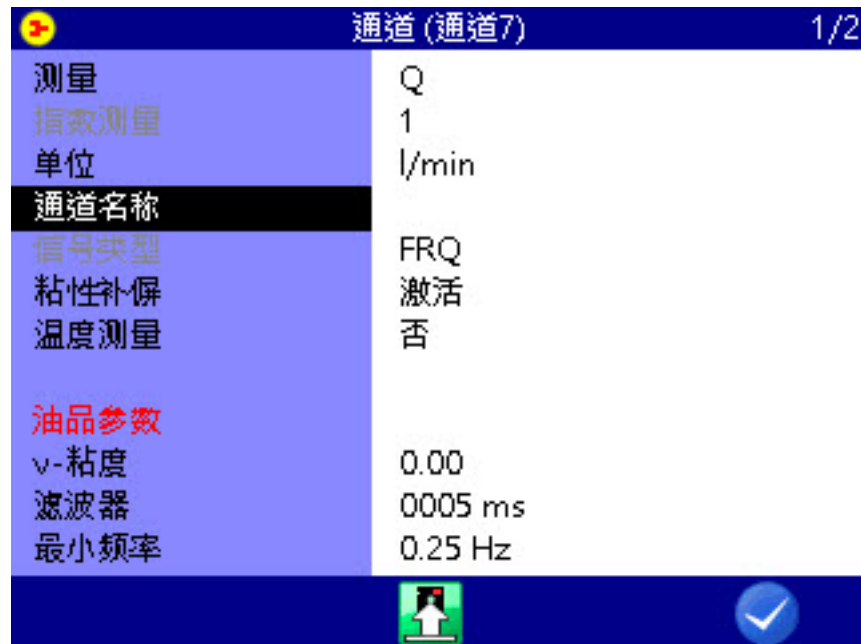 通道 (通道7) 1/2
测量 Q
指数测量 1
单位 l/min
通道名称
信号类型 FRQ
粘性补偿 激活
温度测量 否
油品参数
v-粘度 0.00
滤波器 0005 ms
最小频率 0.25 Hz